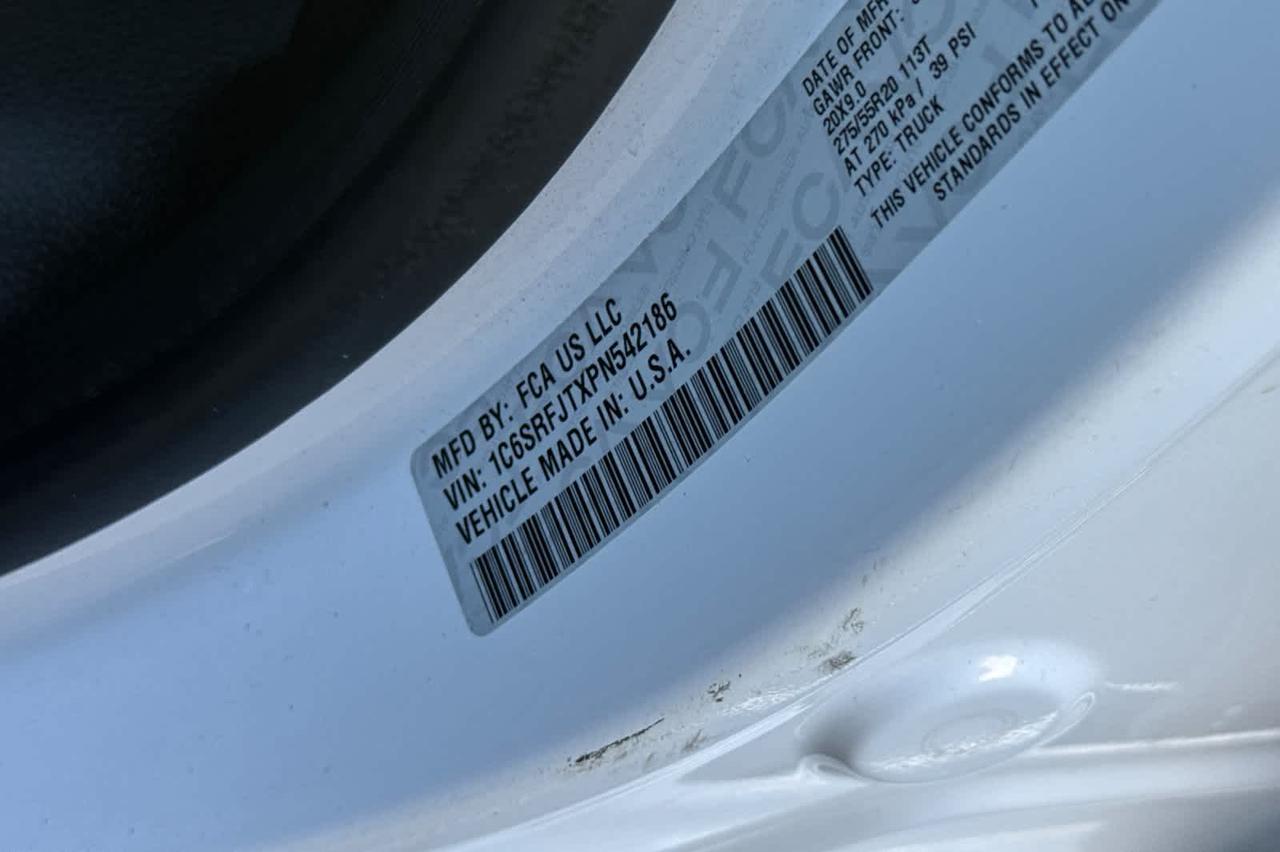 MFD BY: FCA US LLC
VIN: 1C6SRFJTXPN542186
VEHICLE MADE IN: U.S.A.
DATE OF MFR
GAWR FRONT:
20X9.0
275/55R20 113T
AT 270 kPa / 39 PSI
TYPE: TRUCK
THIS VEHICLE CONFORMS TO
STANDARDS IN EFFECT ON